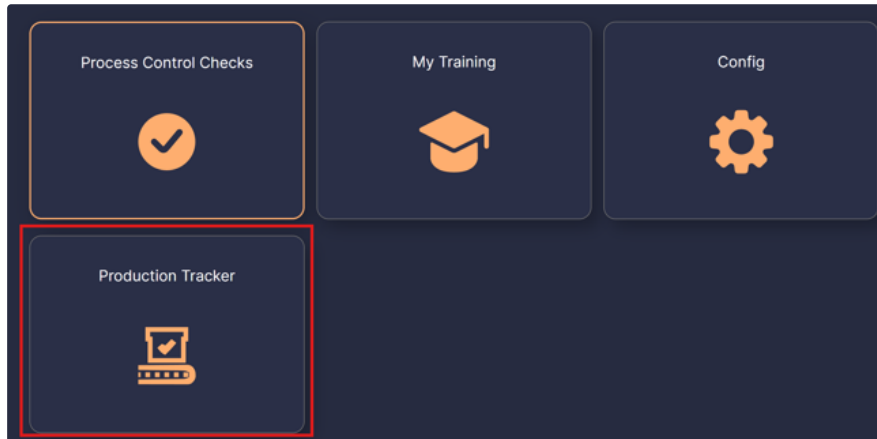 Process Control Checks
My Training
Config
Production Tracker